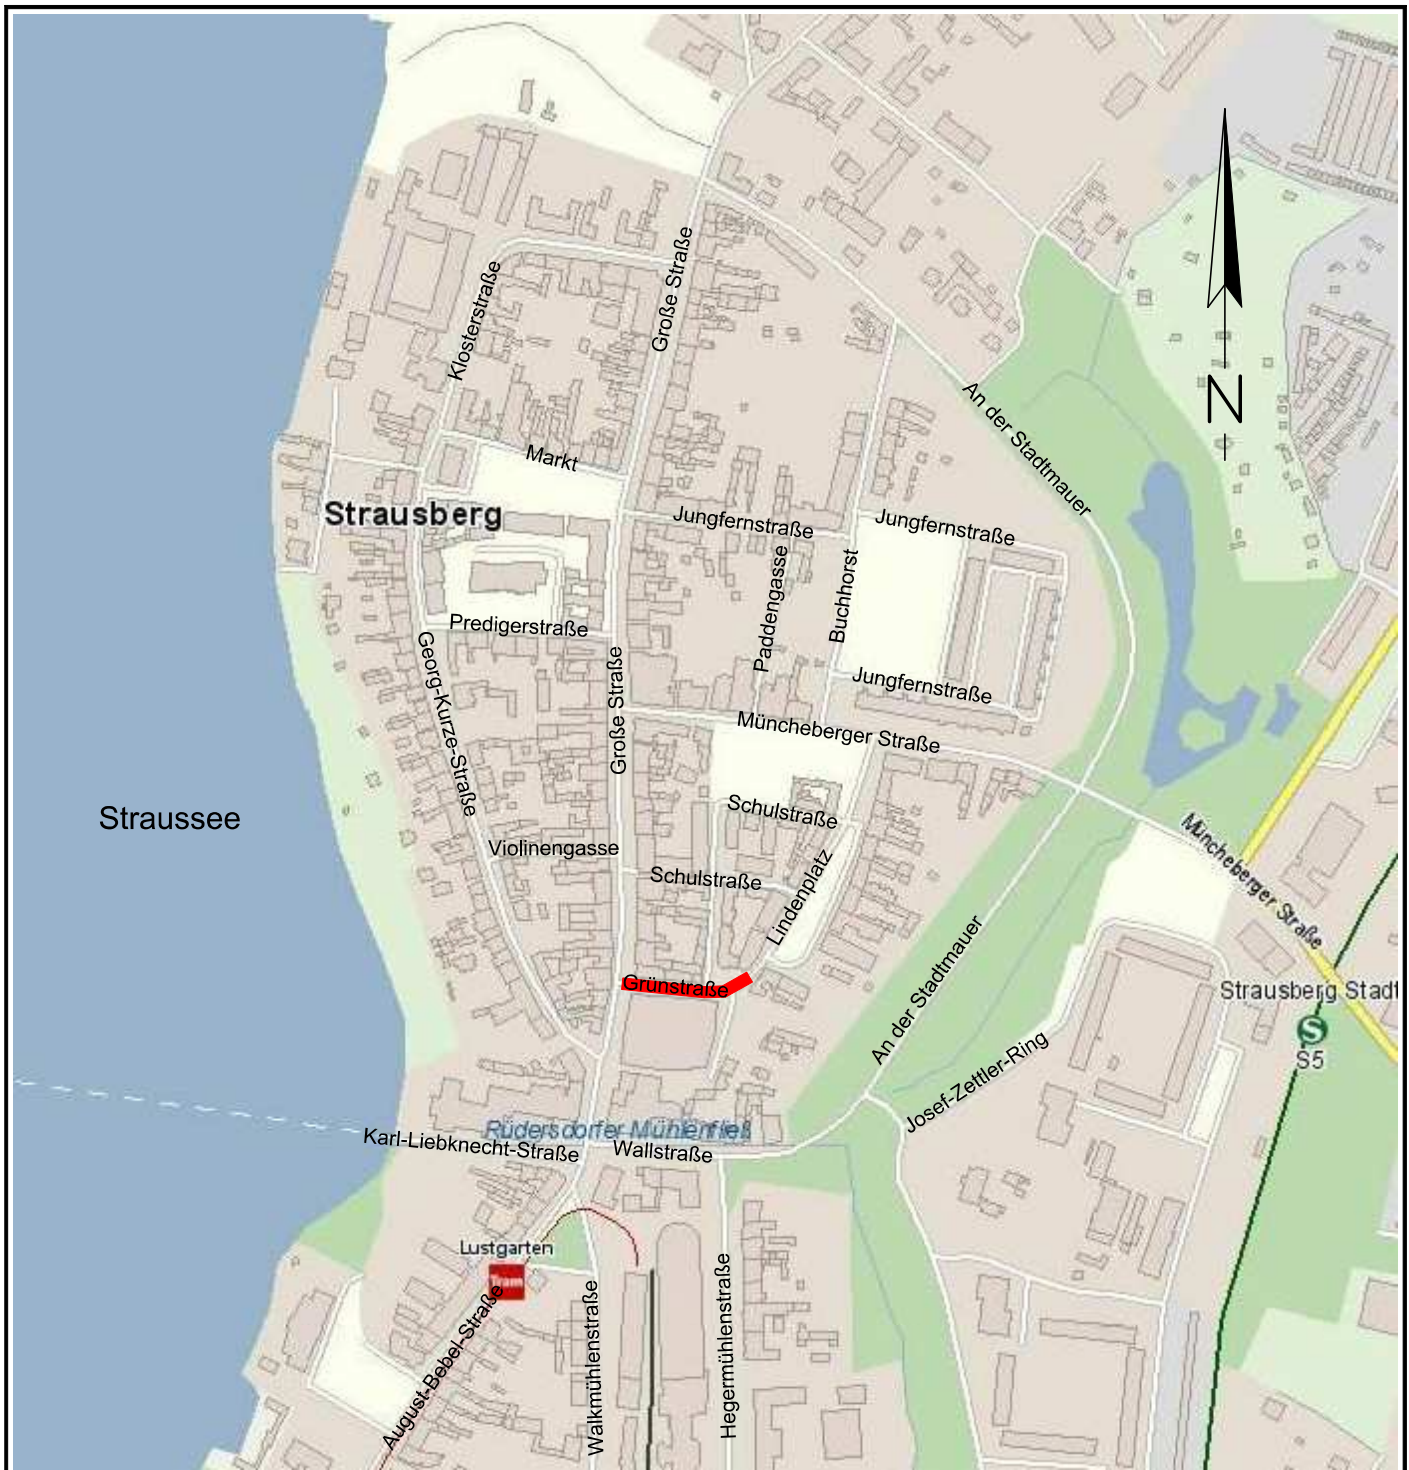 Große Straße
Klosterstraße
N
An der Stadtmauer
Markt
Strausberg
Jungfernstraße
Jungfernstraße
Paddengasse
Buchhorst
Predigerstraße
Georg-Kurze-Straße
Große Straße
Jungfernstraße
Müncheberger Straße
Straussee
Schulstraße
Müncheberger Straße
Violinengasse
Schulstraße
Lindenplatz
An der Stadtmauer
Grünstraße
Strausberg Stadt
S
S5
Josef-Zettler-Ring
Rüdersdorfer Mühlenfließ
Karl-Liebknecht-Straße
Wallstraße
Lustgarten
August-Bebel-Straße
Walkmühlenstraße
Hegermühlenstraße